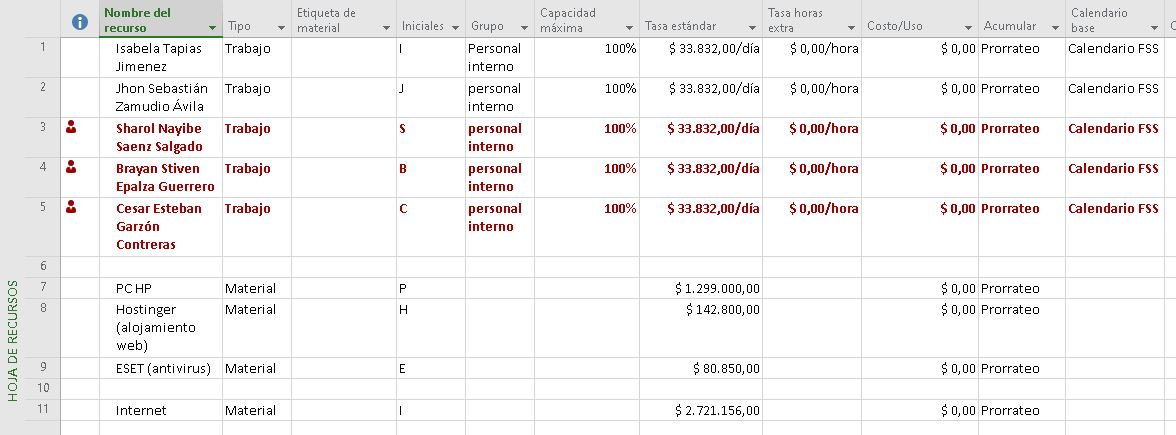 Nombre del recurso Tipo Etiqueta de material Iniciales Grupo Capacidad máxima Tasa estándar Tasa horas extra Costo/Uso Acumular Calendario base C
1 Isabela Tapias Jimenez Trabajo I Personal interno 100% $ 33.832,00/día $ 0,00/hora $ 0,00 Prorrateo Calendario FSS
2 Jhon Sebastián Zamudio Ávila Trabajo J personal interno 100% $ 33.832,00/día $ 0,00/hora $ 0,00 Prorrateo Calendario FSS
3 Sharol Nayibe Saenz Salgado Trabajo S personal interno 100% $ 33.832,00/día $ 0,00/hora $ 0,00 Prorrateo Calendario FSS
4 Brayan Stiven Epalza Guerrero Trabajo B personal interno 100% $ 33.832,00/día $ 0,00/hora $ 0,00 Prorrateo Calendario FSS
5 Cesar Esteban Garzón Contreras Trabajo C personal interno 100% $ 33.832,00/día $ 0,00/hora $ 0,00 Prorrateo Calendario FSS
6
7 PC HP Material P $ 1.299.000,00 $ 0,00 Prorrateo
8 Hostinger (alojamiento web) Material H $ 142.800,00 $ 0,00 Prorrateo
9 ESET (antivirus) Material E $ 80.850,00 $ 0,00 Prorrateo
10
11 Internet Material I $ 2.721.156,00 $ 0,00 Prorrateo
HOJA DE RECURSOS